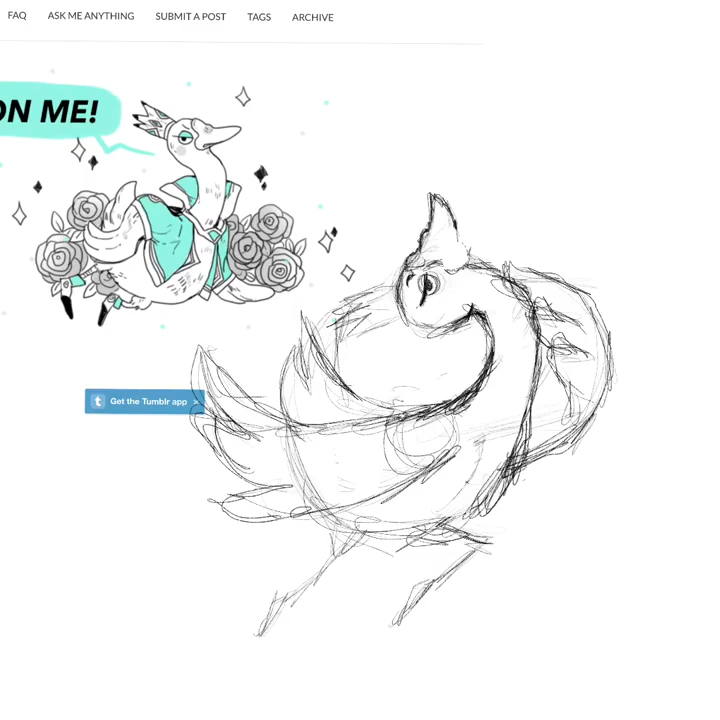 FAQ ASK ME ANYTHING SUBMIT A POST TAGS ARCHIVE
ON ME!
Get the Tumblr app